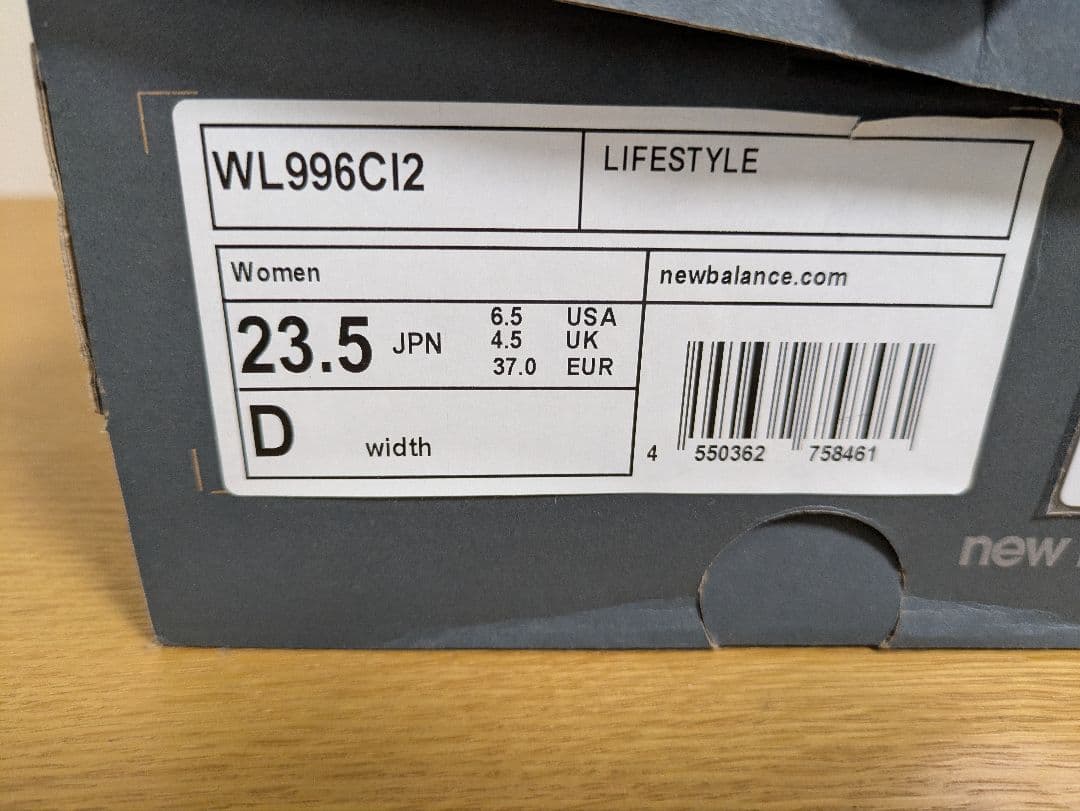 WL996CI2
LIFESTYLE
Women
newbalance.com
23.5 JPN
6.5 USA
4.5 UK
37.0 EUR
D width
4 550362 758461
new